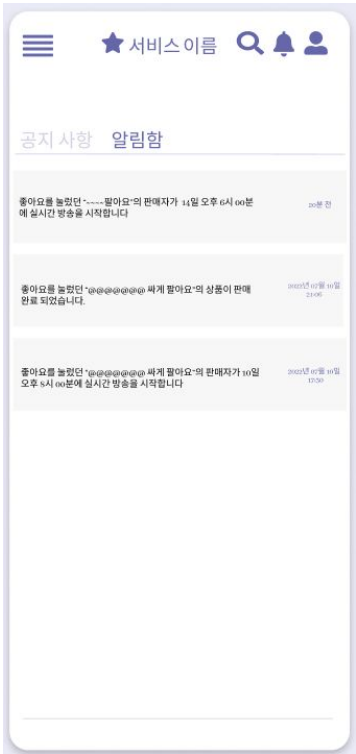 서비스 이름
공지 사항 알림함
좋아요를 눌렀던 "~~~~팔아요"의 판매자가 14일 오후 6시 00분
에 실시간 방송을 시작합니다
20분 전
좋아요를 눌렀던 "@@@@@@@ 싸게 팔아요"의 상품이 판매
완료 되었습니다.
2022년 07월 10일
21:06
좋아요를 눌렀던 "@@@@@@@ 싸게 팔아요"의 판매자가 10일
오후 8시 00분에 실시간 방송을 시작합니다
2022년 07월 10일
17:50